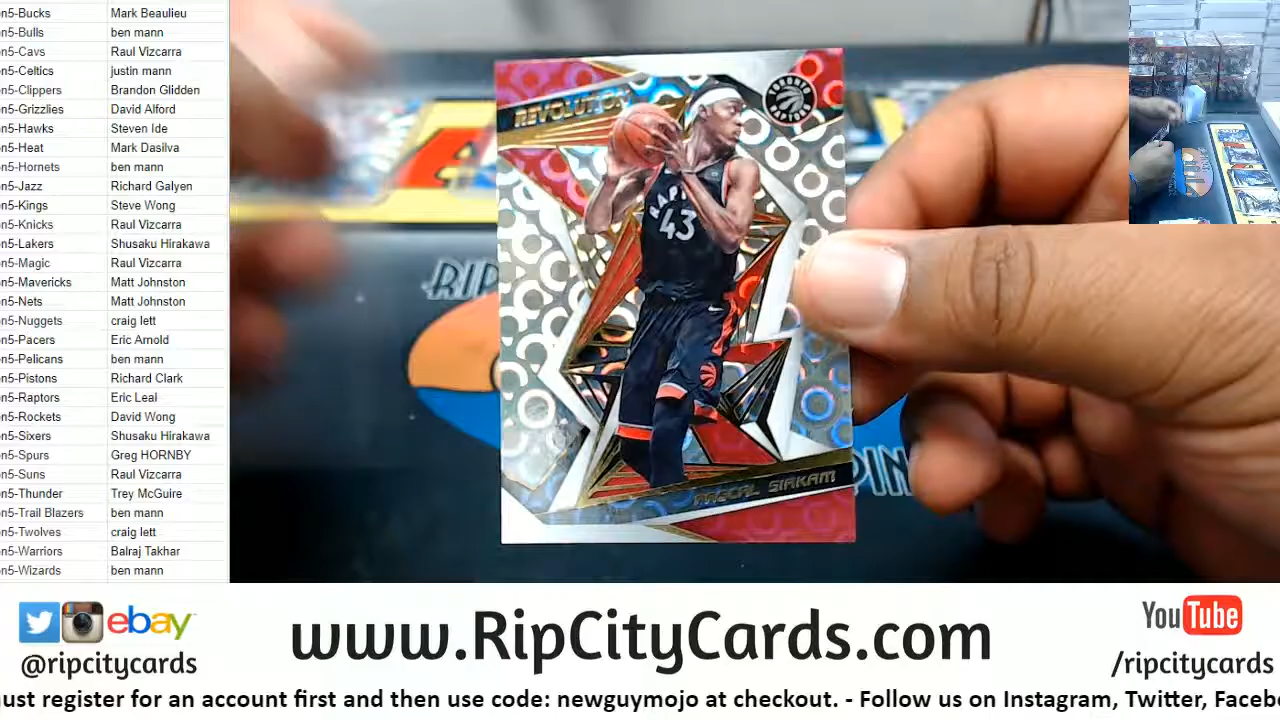 n5-Bucks Mark Beaulieu
n5-Bulls ben mann
n5-Cavs Raul Vizcarra
n5-Celtics justin mann
n5-Clippers Brandon Glidden
n5-Grizzlies David Alford
n5-Hawks Steven Ide
n5-Heat Mark Dasilva
n5-Hornets ben mann
n5-Jazz Richard Galyen
n5-Kings Steve Wong
n5-Knicks Raul Vizcarra
n5-Lakers Shusaku Hirakawa
n5-Magic Raul Vizcarra
n5-Mavericks Matt Johnston
n5-Nets Matt Johnston
n5-Nuggets craig lett
n5-Pacers Eric Arnold
n5-Pelicans ben mann
n5-Pistons Richard Clark
n5-Raptors Eric Leal
n5-Rockets David Wong
n5-Sixers Shusaku Hirakawa
n5-Spurs Greg HORNBY
n5-Suns Raul Vizcarra
n5-Thunder Trey McGuire
n5-Trail Blazers ben mann
n5-Twolves craig lett
n5-Warriors Balraj Takhar
n5-Wizards ben mann
REVOLUTION
TORONTO
RAPTORS
RAP
43
PASCAL SIAKAM
RIP
PIN
ebay
@ripcitycards
www.RipCityCards.com
YouTube
/ripcitycards
must register for an account first and then use code: newguymojo at checkout. - Follow us on Instagram, Twitter, Facebo